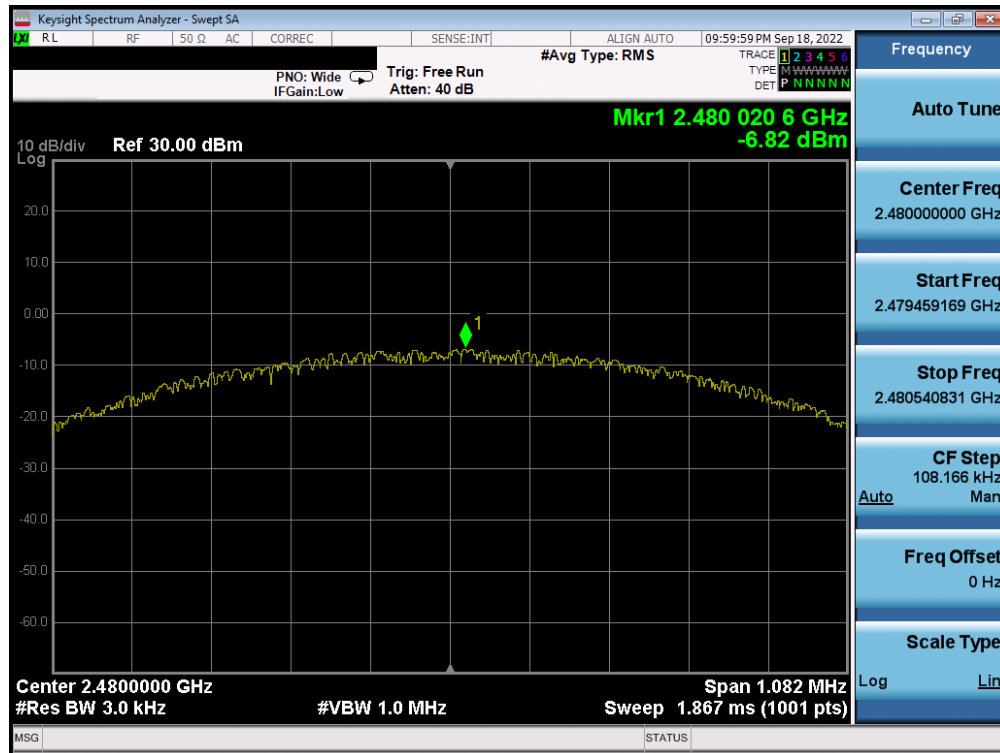 Keysight Spectrum Analyzer - Swept SA
LXI RL RF 50 Ω AC CORREC SENSE:INT ALIGN AUTO 09:59:59 PM Sep 18, 2022
Frequency
#Avg Type: RMS
TRACE 1 2 3 4 5 6
PNO: Wide
Trig: Free Run
TYPE M WWWWW
IFGain:Low
Atten: 40 dB
DET P N N N N N
Mkr1 2.480 020 6 GHz
-6.82 dBm
10 dB/div
Ref 30.00 dBm
Log
20.0
10.0
0.00
-10.0
-20.0
-30.0
-40.0
-50.0
-60.0
1
Center 2.4800000 GHz
Span 1.082 MHz
#Res BW 3.0 kHz
#VBW 1.0 MHz
Sweep 1.867 ms (1001 pts)
MSG
STATUS
Auto Tune
Center Freq
2.480000000 GHz
Start Freq
2.479459169 GHz
Stop Freq
2.480540831 GHz
CF Step
108.166 kHz
Auto Man
Freq Offset
0 Hz
Scale Type
Log Lin